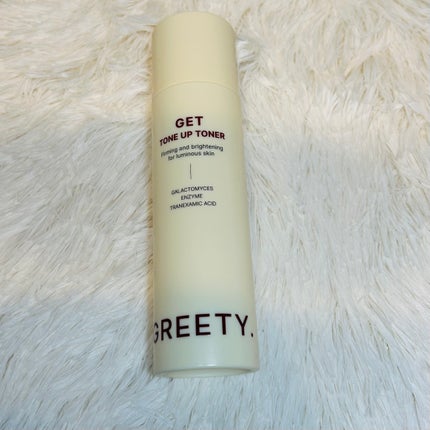 GET
TONE UP TONER
Firming and brightening
for luminous skin
GALACTOMYCES
ENZYME
TRANEXAMIC ACID
GREETY.